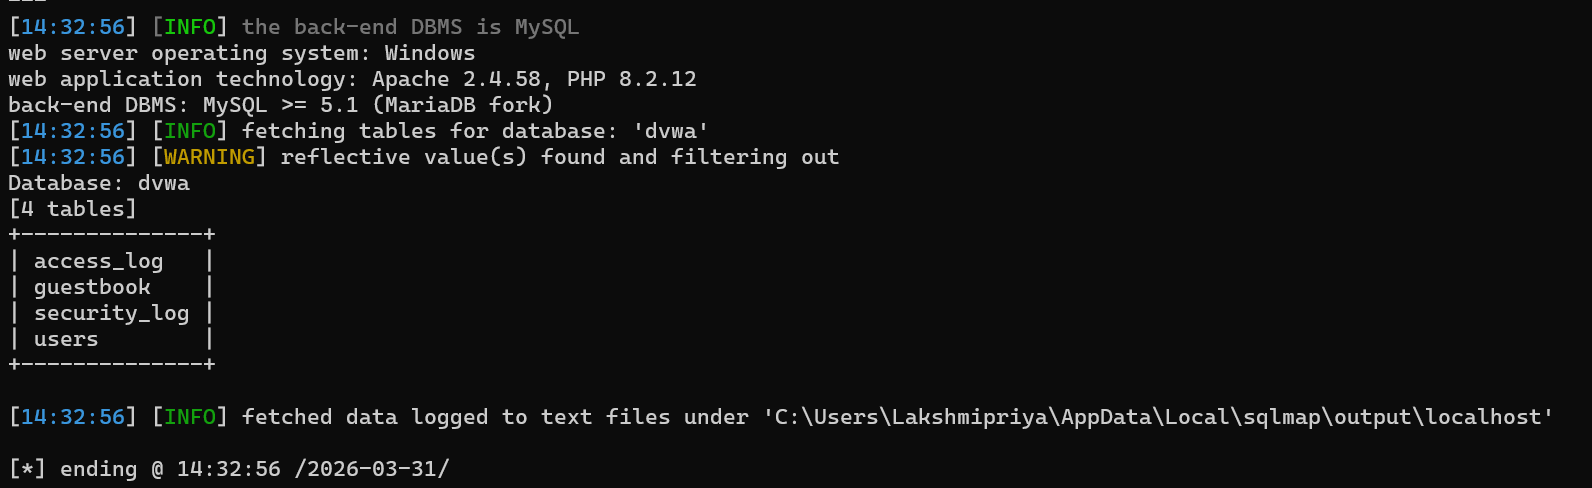 [14:32:56] [INFO] the back-end DBMS is MySQL
web server operating system: Windows
web application technology: Apache 2.4.58, PHP 8.2.12
back-end DBMS: MySQL >= 5.1 (MariaDB fork)
[14:32:56] [INFO] fetching tables for database: 'dvwa'
[14:32:56] [WARNING] reflective value(s) found and filtering out
Database: dvwa
[4 tables]
+--------------+
| access_log   |
| guestbook    |
| security_log |
| users        |
+--------------+
[14:32:56] [INFO] fetched data logged to text files under 'C:\Users\Lakshmipriya\AppData\Local\sqlmap\output\localhost'
[*] ending @ 14:32:56 /2026-03-31/